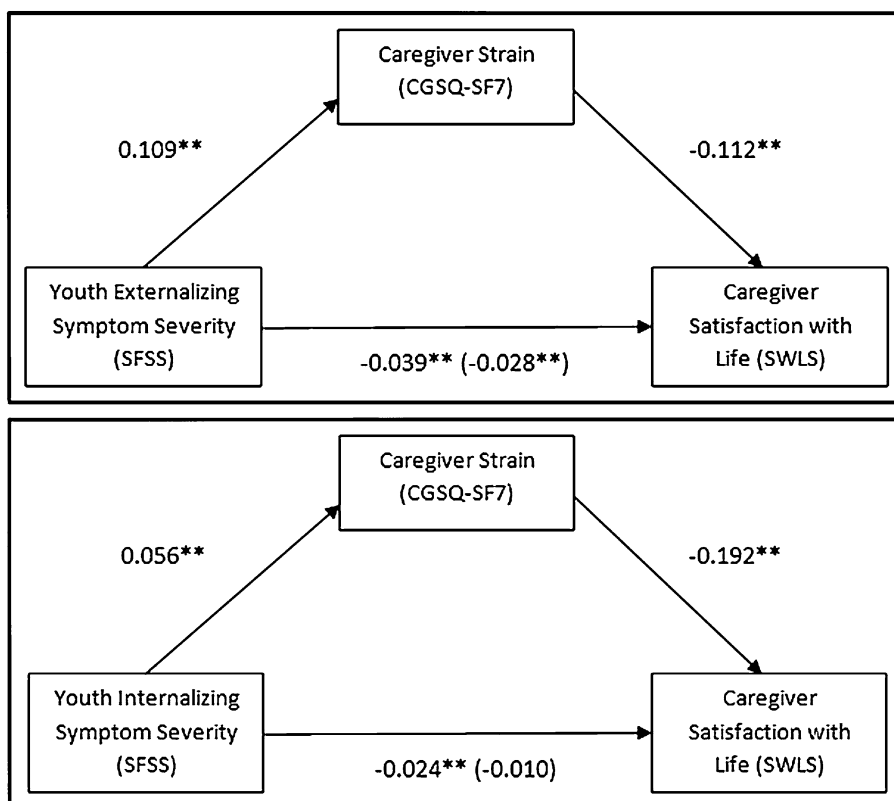 Caregiver Strain
(CGSQ-SF7)
0.109**
-0.112**
Youth Externalizing
Symptom Severity
(SFSS)
-0.039** (-0.028**)
Caregiver
Satisfaction with
Life (SWLS)
Caregiver Strain
(CGSQ-SF7)
0.056**
-0.192**
Youth Internalizing
Symptom Severity
(SFSS)
-0.024** (-0.010)
Caregiver
Satisfaction with
Life (SWLS)